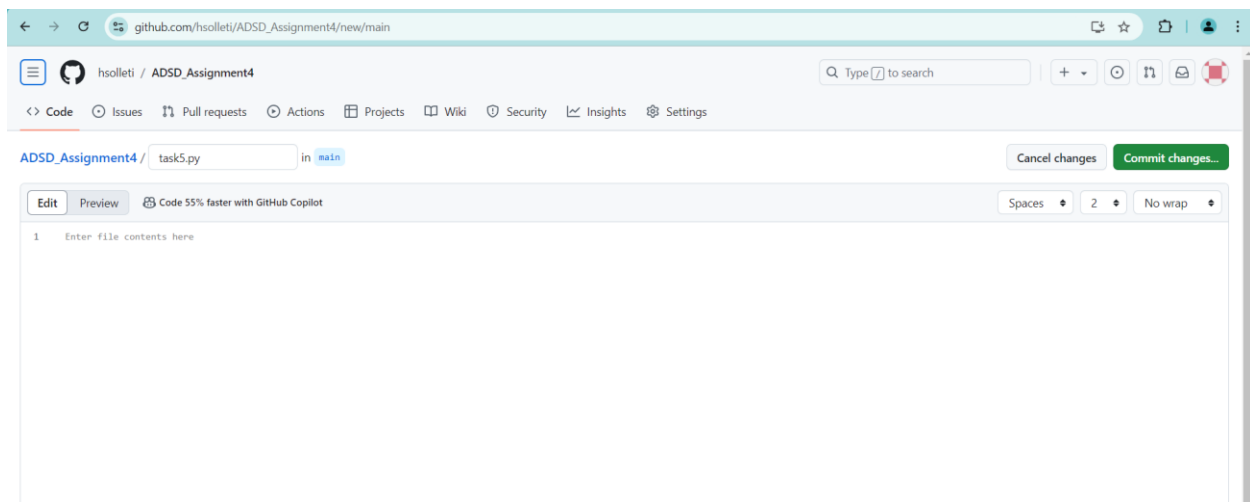 github.com/hsolleti/ADSD_Assignment4/new/main
hsolleti / ADSD_Assignment4
Type / to search
<> Code Issues Pull requests Actions Projects Wiki Security Insights Settings
ADSD_Assignment4 / task5.py in main
Cancel changes Commit changes...
Edit Preview Code 55% faster with GitHub Copilot
Spaces 2 No wrap
1 Enter file contents here